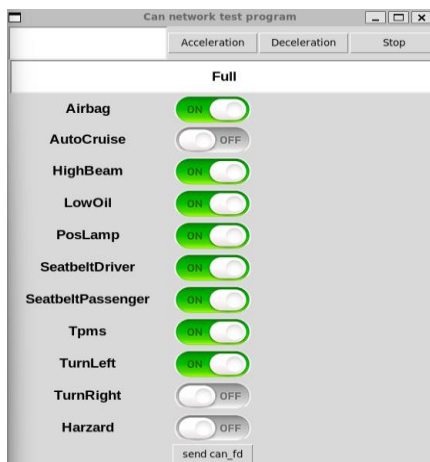 Can network test program
Acceleration Deceleration Stop
Full
Airbag ON
AutoCruise OFF
HighBeam ON
LowOil ON
PosLamp ON
SeatbeltDriver ON
SeatbeltPassenger ON
Tpms ON
TurnLeft ON
TurnRight OFF
Harzard OFF
send can_fd